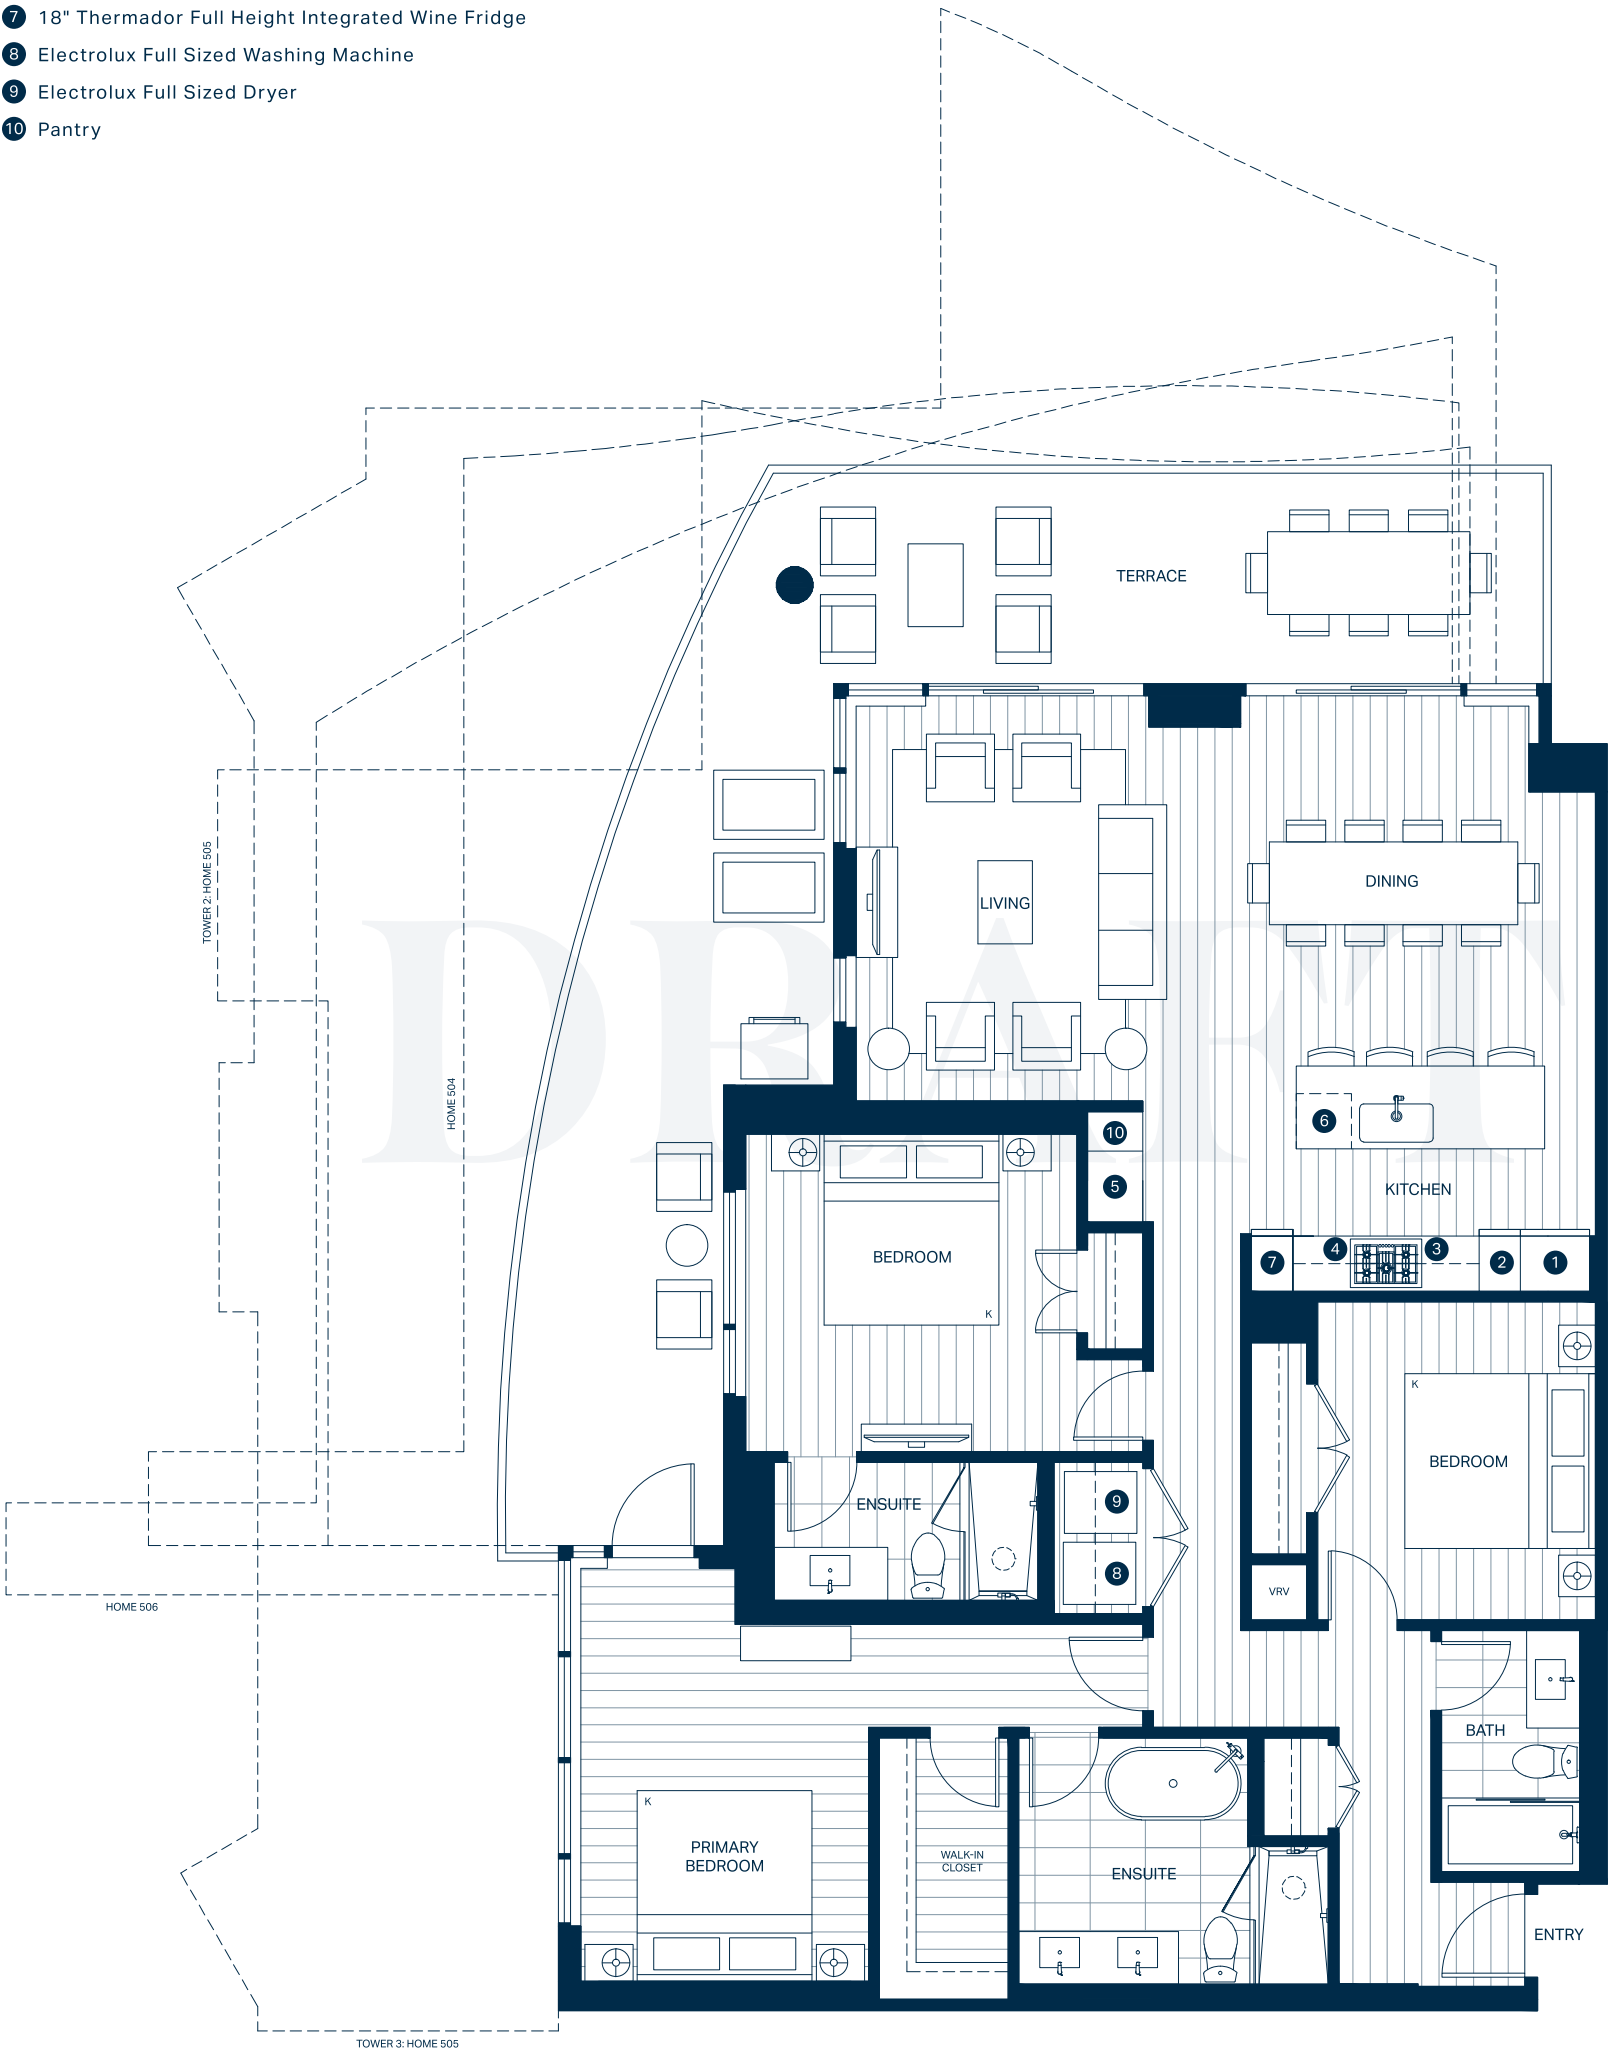 7 18" Thermador Full Height Integrated Wine Fridge
8 Electrolux Full Sized Washing Machine
9 Electrolux Full Sized Dryer
10 Pantry
TERRACE
TOWER 2: HOME 505
LIVING
DINING
DRAFT
HOME 504
6
10
5
KITCHEN
BEDROOM
K
7
4
3
2
1
K
BEDROOM
ENSUITE
9
8
VRV
HOME 506
BATH
K
PRIMARY
BEDROOM
WALK-IN
CLOSET
ENSUITE
ENTRY
TOWER 3: HOME 505